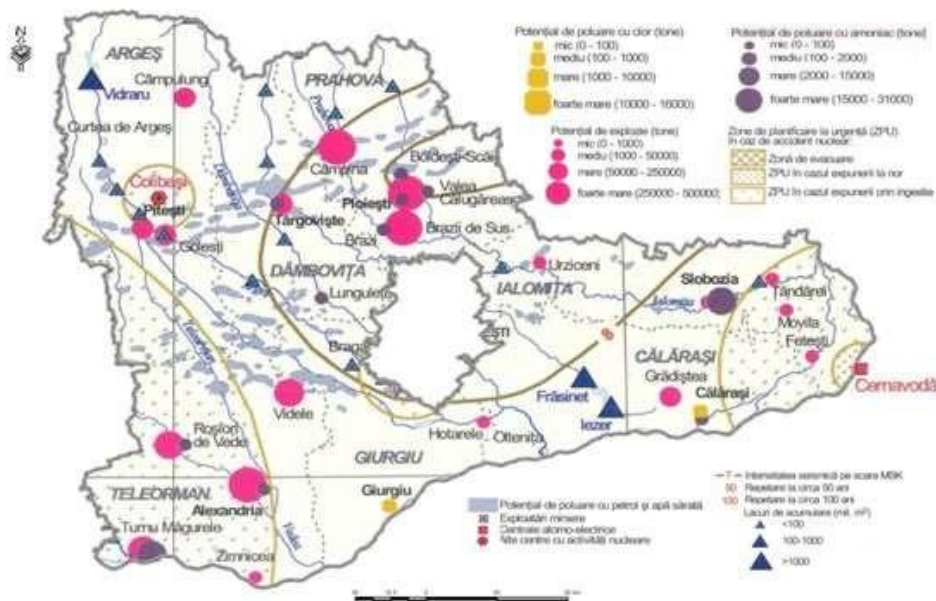 N
ARGEȘ
Vidraru
Câmpulung
Curtea de Argeș
Colibași
Pitești
Golești
PRAHOVA
Câmpina
Boldești-Scăi
Valea
Călugărească
Ploiești
Brazi
Brazii de Sus
Târgoviște
Dâmbovița
DÂMBOVIȚA
Lungulețu
Urziceni
IALOMIȚA
Slobozia
Ialomița
Țăndărei
Movilla
Fetești
Cernavodă
CĂLĂRAȘI
Grădiștea
Călărași
Frăsinet
Iezer
ȘTI
Videle
Hotarele
Oltenița
GIURGIU
Giurgiu
Roșiori
de Vede
TELEORMAN
Alexandria
Turnu Măgurele
Zimnicea
Potențial de poluare cu clor (tone)
mic (0 - 100)
mediu (100 - 1000)
mare (1000 - 10000)
foarte mare (10000 - 16000)
Potențial de explozie (tone)
mic (0 - 1000)
mediu (1000 - 50000)
mare (50000 - 250000)
foarte mare (250000 - 500000)
Potențial de poluare cu amoniac (tone)
mic (0 - 100)
mediu (100 - 2000)
mare (2000 - 15000)
foarte mare (15000 - 31000)
Zone de planificare la urgență (ZPU)
în caz de accident nuclear:
Zonă de evacuare
ZPU în cazul expunerii la nor
ZPU în cazul expunerii prin ingestie
Potențial de poluare cu petrol și apă sărată
Exploatări miniere
Centrale atomo-electrice
Alte centre cu activități nucleare
Intensitatea seismică pe scara MSK
50 Repetare la circa 50 ani
100 Repetare la circa 100 ani
Lacuri de acumulare (mil. m³)
<100
100-1000
>1000